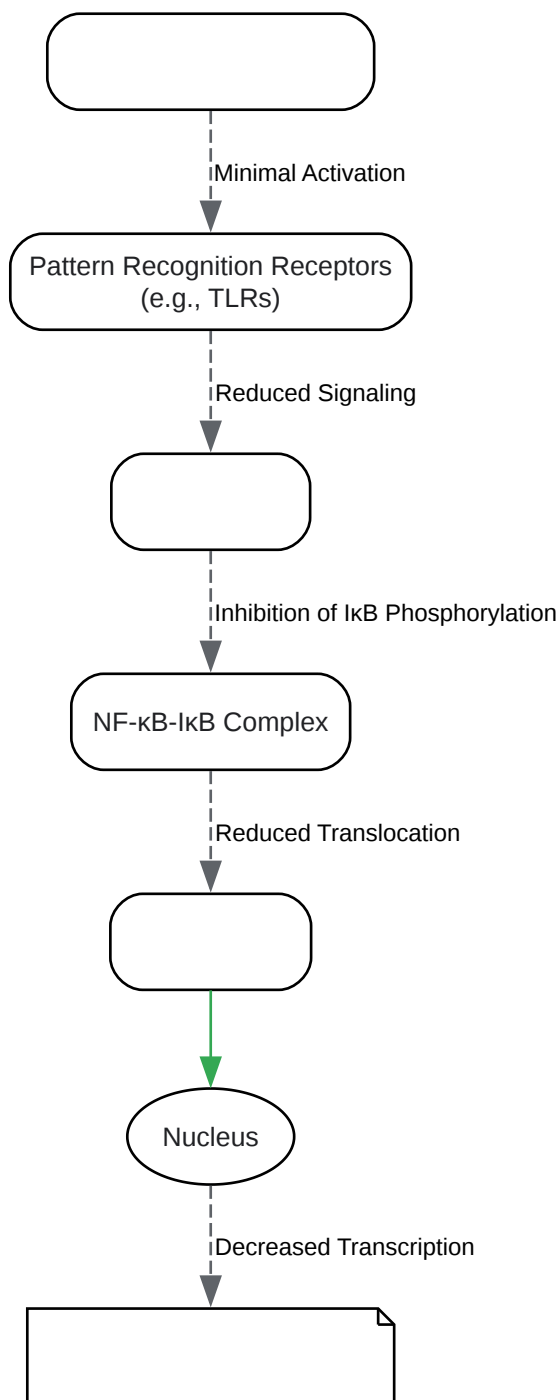 Minimal Activation
Pattern Recognition Receptors
(e.g., TLRs)
Reduced Signaling
Inhibition of IκB Phosphorylation
NF-κB-IκB Complex
Reduced Translocation
Nucleus
Decreased Transcription